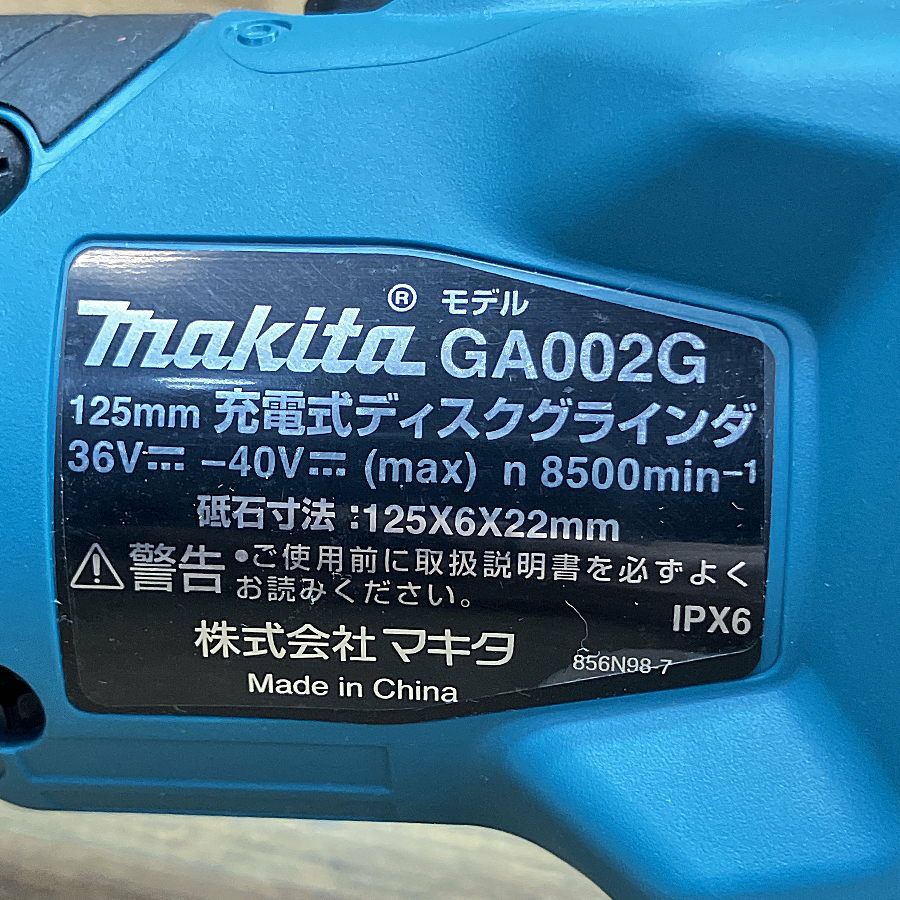 makita® モデル GA002G
125mm 充電式ディスクグラインダ
36V⎓ -40V⎓ (max) n 8500min⁻¹
砥石寸法:125X6X22mm
⚠警告 •ご使用前に取扱説明書を必ずよく
お読みください。
IPX6
株式会社マキタ
856N98-7
Made in China